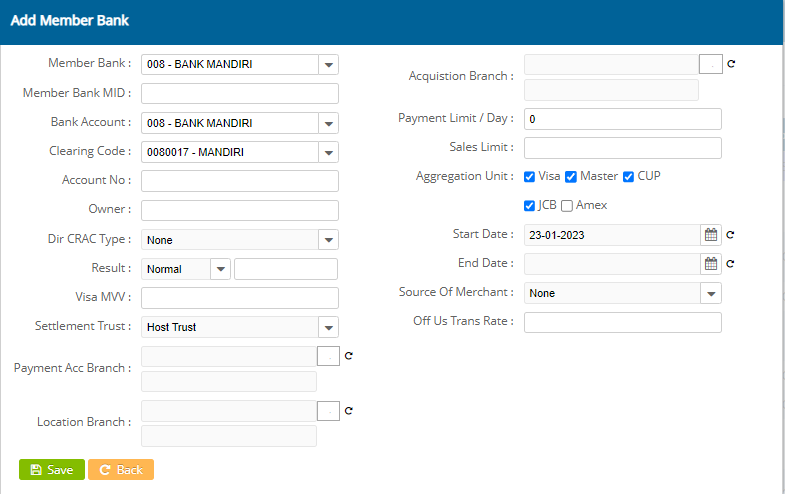 Add Member Bank
Member Bank : 008 - BANK MANDIRI
Member Bank MID :
Bank Account : 008 - BANK MANDIRI
Clearing Code : 0080017 - MANDIRI
Account No :
Owner :
Dir CRAC Type : None
Result : Normal
Visa MVV :
Settlement Trust : Host Trust
Payment Acc Branch :
Location Branch :
Acquistion Branch :
Payment Limit / Day : 0
Sales Limit :
Aggregation Unit : Visa Master CUP
JCB Amex
Start Date : 23-01-2023
End Date :
Source Of Merchant : None
Off Us Trans Rate :
Save Back